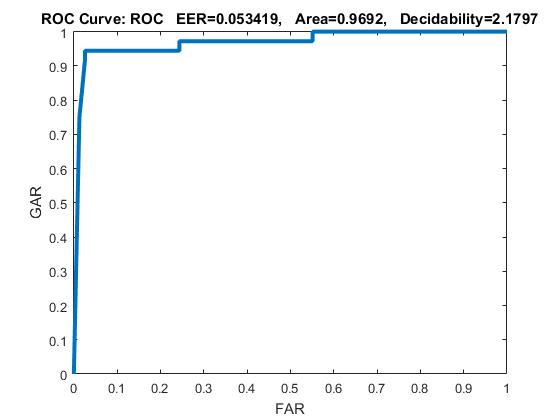 ROC Curve: ROC   EER=0.053419,   Area=0.9692,   Decidability=2.1797
1
0.9
0.8
0.7
0.6
0.5
0.4
0.3
0.2
0.1
0
GAR
0 0.1 0.2 0.3 0.4 0.5 0.6 0.7 0.8 0.9 1
FAR